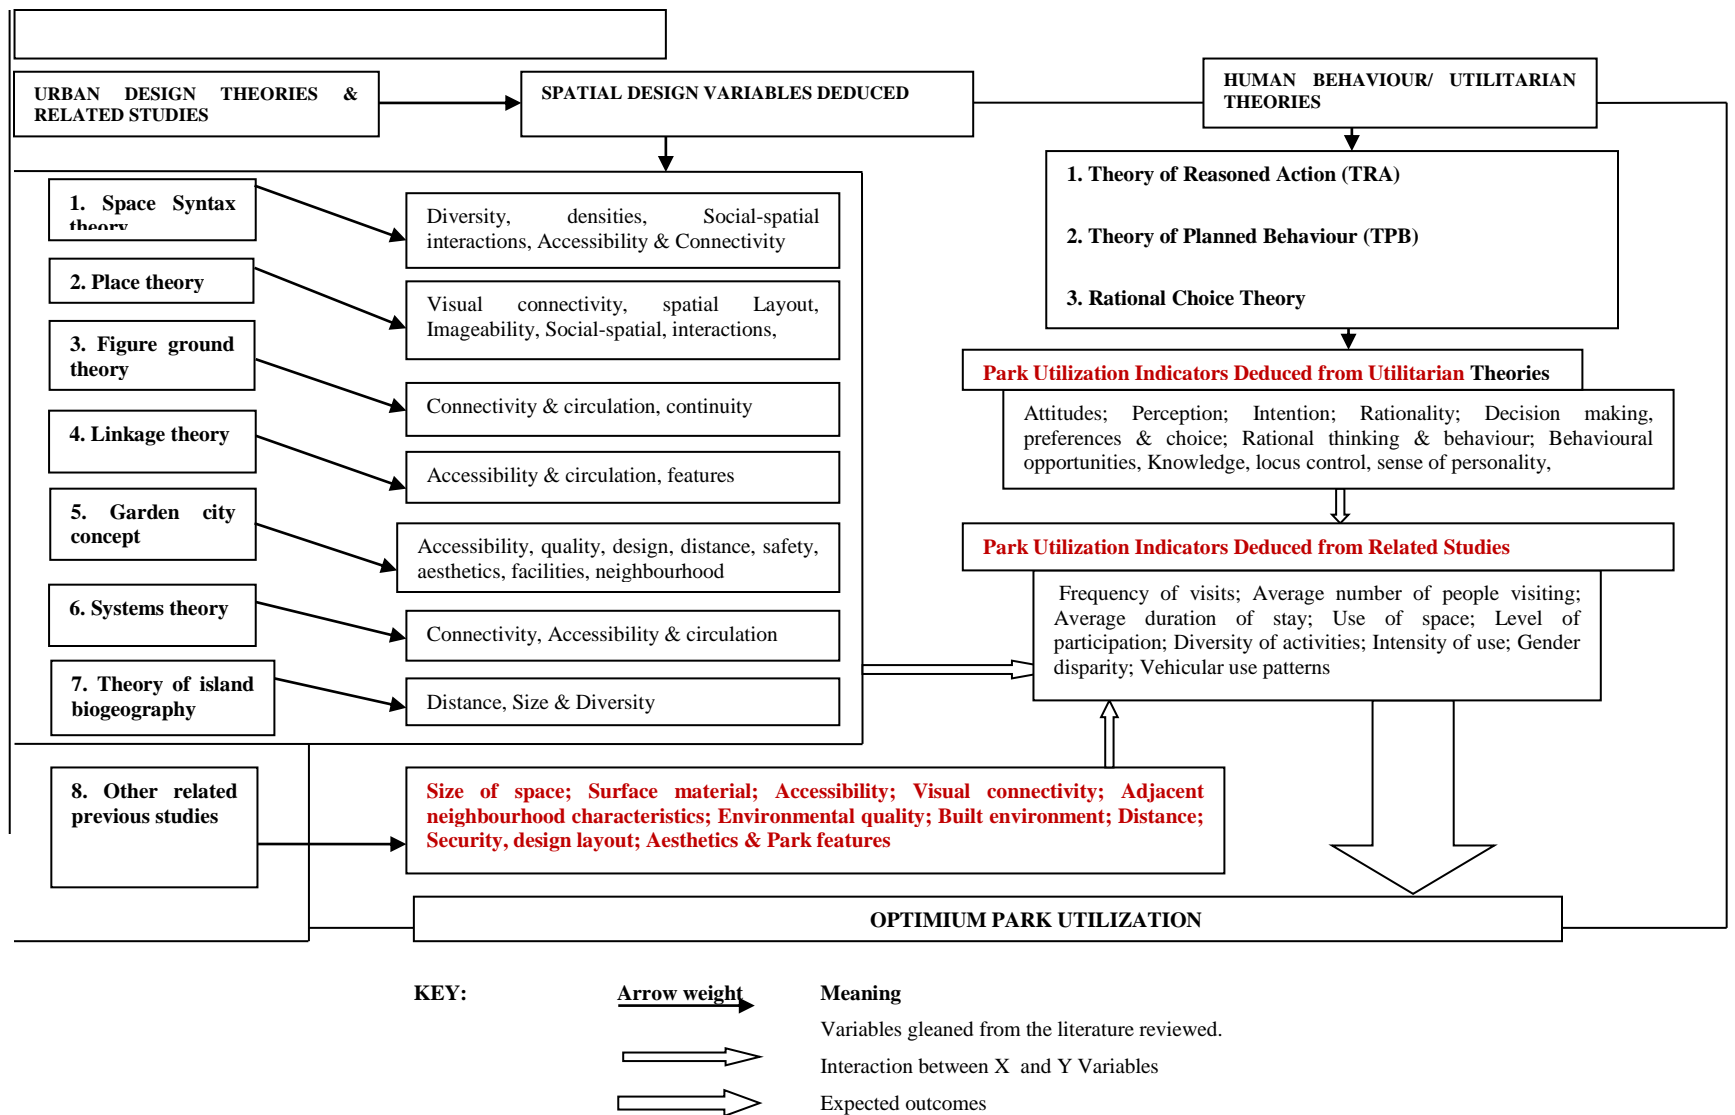 URBAN DESIGN THEORIES &
RELATED STUDIES
SPATIAL DESIGN VARIABLES DEDUCED
HUMAN BEHAVIOUR/ UTILITARIAN
THEORIES
1. Space Syntax
theory
Diversity, densities, Social-spatial
interactions, Accessibility & Connectivity
2. Place theory
Visual connectivity, spatial Layout,
Imageability, Social-spatial, interactions,
3. Figure ground
theory
Connectivity & circulation, continuity
4. Linkage theory
Accessibility & circulation, features
5. Garden city
concept
Accessibility, quality, design, distance, safety,
aesthetics, facilities, neighbourhood
6. Systems theory
Connectivity, Accessibility & circulation
7. Theory of island
biogeography
Distance, Size & Diversity
8. Other related
previous studies
Size of space; Surface material; Accessibility; Visual connectivity; Adjacent
neighbourhood characteristics; Environmental quality; Built environment; Distance;
Security, design layout; Aesthetics & Park features
1. Theory of Reasoned Action (TRA)
2. Theory of Planned Behaviour (TPB)
3. Rational Choice Theory
Park Utilization Indicators Deduced from Utilitarian Theories
Attitudes; Perception; Intention; Rationality; Decision making,
preferences & choice; Rational thinking & behaviour; Behavioural
opportunities, Knowledge, locus control, sense of personality,
Park Utilization Indicators Deduced from Related Studies
Frequency of visits; Average number of people visiting;
Average duration of stay; Use of space; Level of
participation; Diversity of activities; Intensity of use; Gender
disparity; Vehicular use patterns
OPTIMIUM PARK UTILIZATION
KEY:
Arrow weight
Meaning
Variables gleaned from the literature reviewed.
Interaction between X and Y Variables
Expected outcomes